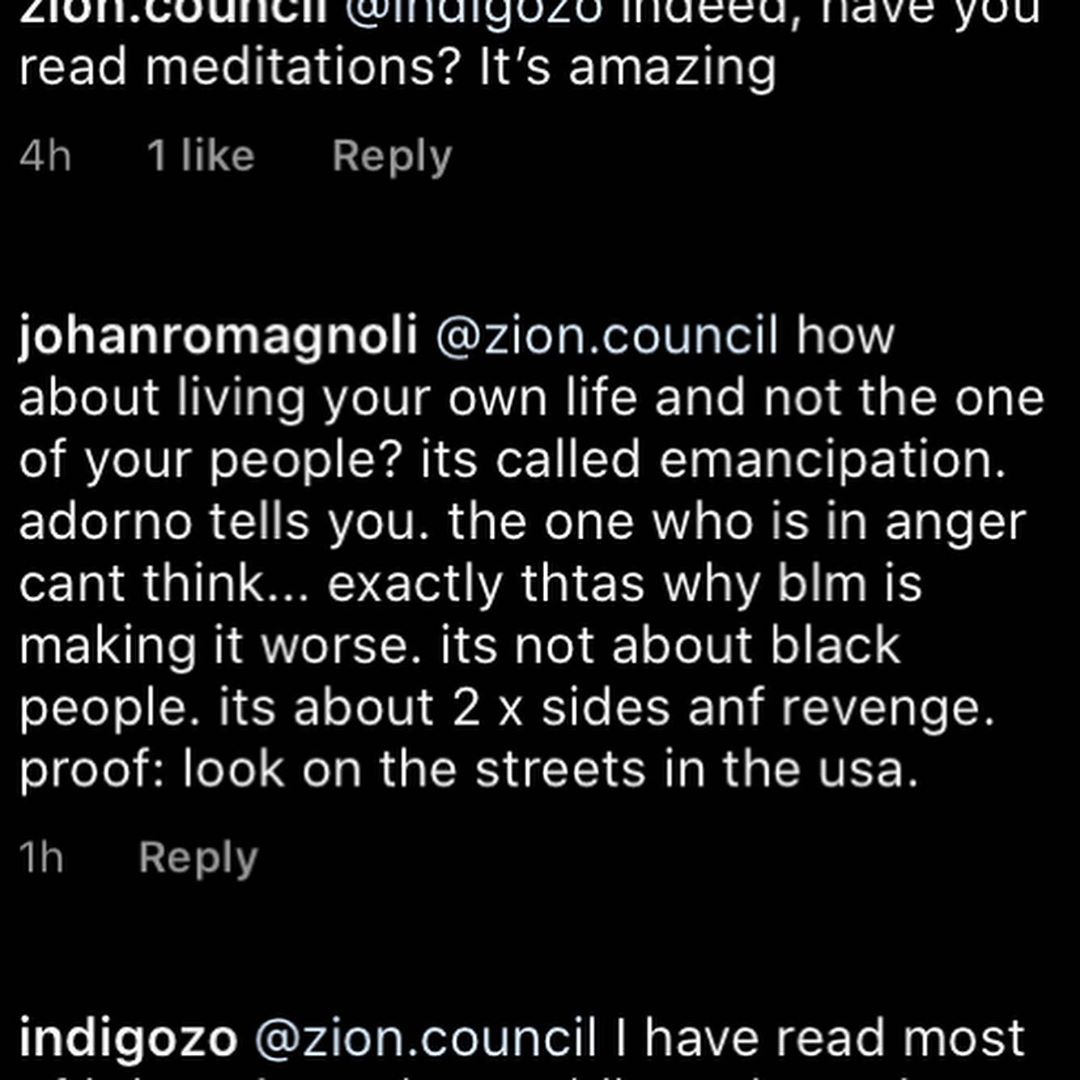 zion.council @indigozo indeed, have you
read meditations? It’s amazing
4h 1 like Reply
johanromagnoli @zion.council how
about living your own life and not the one
of your people? its called emancipation.
adorno tells you. the one who is in anger
cant think... exactly thtas why blm is
making it worse. its not about black
people. its about 2 x sides anf revenge.
proof: look on the streets in the usa.
1h Reply
indigozo @zion.council I have read most